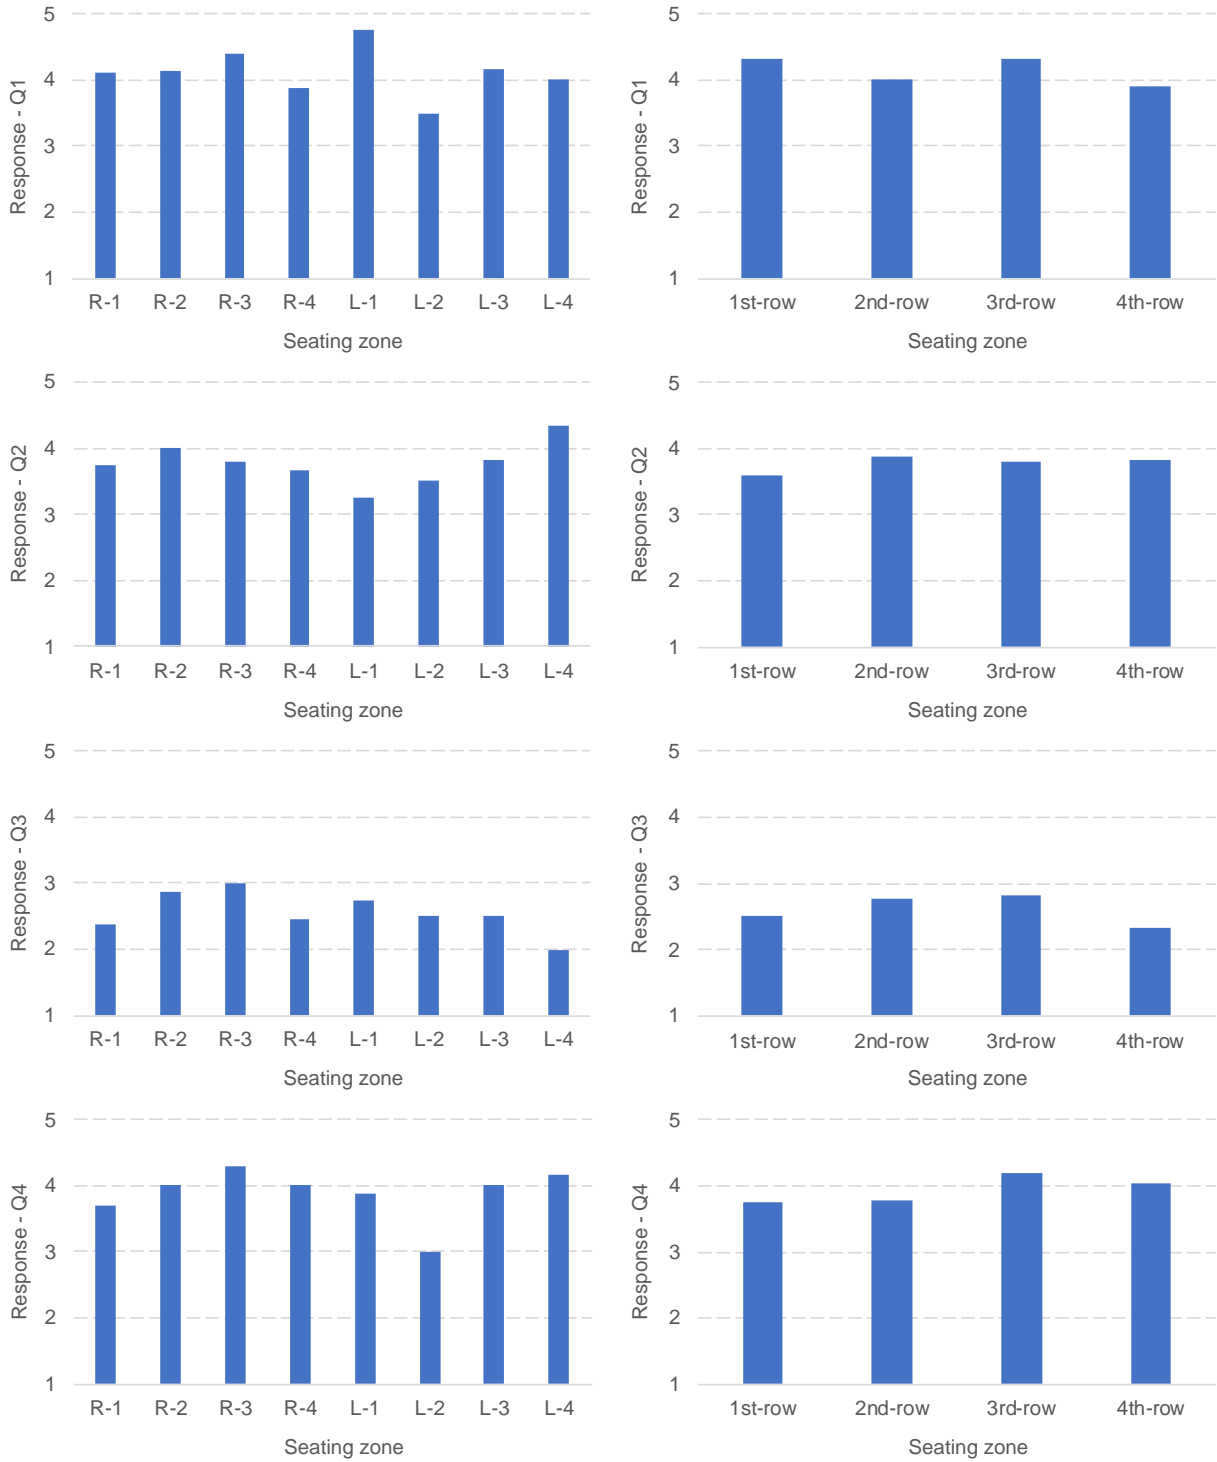 Response - Q1
5
4
3
2
1
R-1 R-2 R-3 R-4 L-1 L-2 L-3 L-4
Seating zone
Response - Q1
5
4
3
2
1
1st-row 2nd-row 3rd-row 4th-row
Seating zone
Response - Q2
5
4
3
2
1
R-1 R-2 R-3 R-4 L-1 L-2 L-3 L-4
Seating zone
Response - Q2
5
4
3
2
1
1st-row 2nd-row 3rd-row 4th-row
Seating zone
Response - Q3
5
4
3
2
1
R-1 R-2 R-3 R-4 L-1 L-2 L-3 L-4
Seating zone
Response - Q3
5
4
3
2
1
1st-row 2nd-row 3rd-row 4th-row
Seating zone
Response - Q4
5
4
3
2
1
R-1 R-2 R-3 R-4 L-1 L-2 L-3 L-4
Seating zone
Response - Q4
5
4
3
2
1
1st-row 2nd-row 3rd-row 4th-row
Seating zone